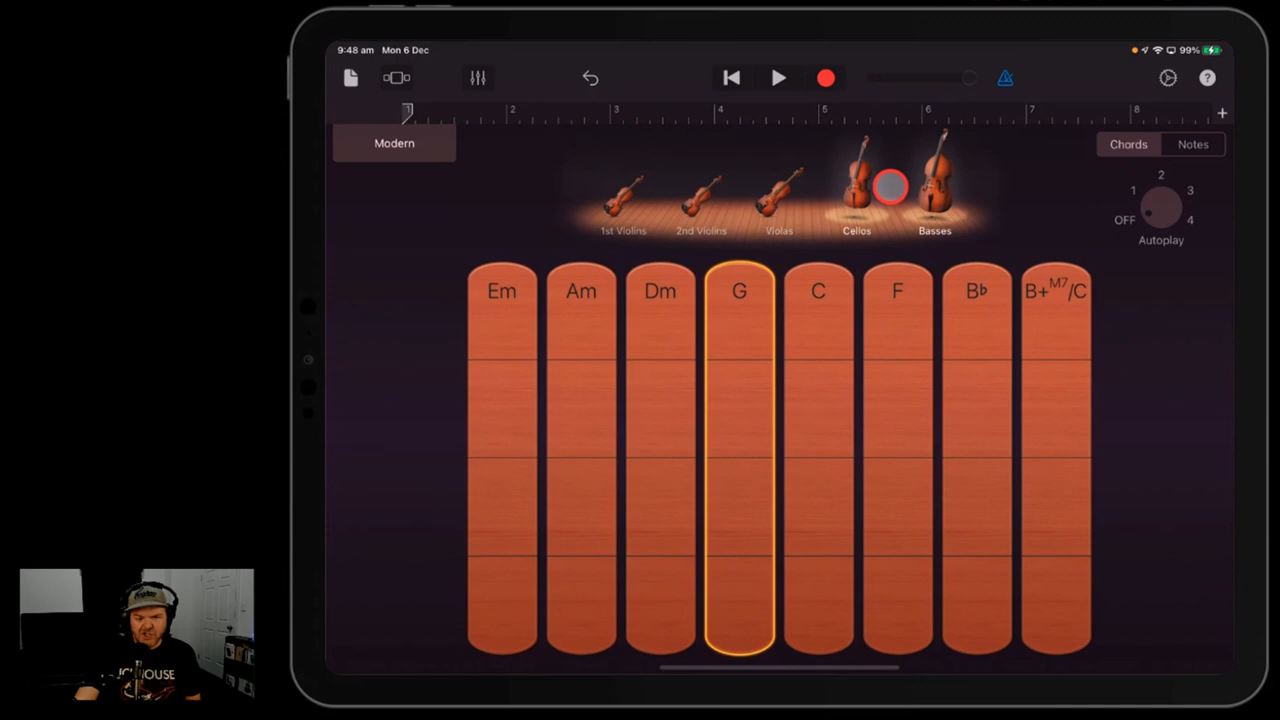 9:48 am Mon 6 Dec
99%
1 2 3 4 5 6 7 8
Modern
Chords Notes
2
1 3
OFF 4
Autoplay
1st Violins 2nd Violins Violas Cellos Basses
Em Am Dm G C F B♭ B+M7/C